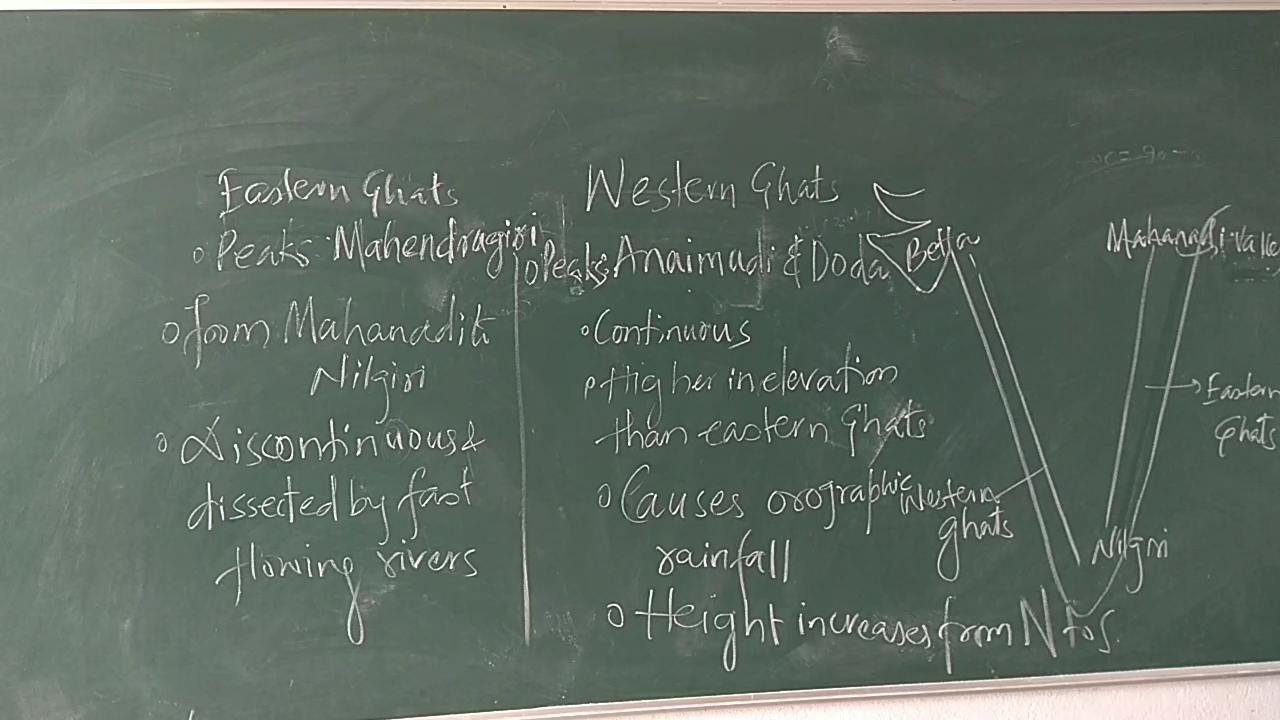 Eastern Ghats
Peaks: Mahendragiri
from Mahanadi to
Nilgiri
Discontinuous &
dissected by fast
flowing rivers
Western Ghats
Peaks: Anaimudi & Doda Betta
Continuous
Higher in elevation
than eastern Ghats
Causes orographic
rainfall
Height increases from N to S.
Western
ghats
Mahanadi Valle
Eastern
Ghats
Nilgiri